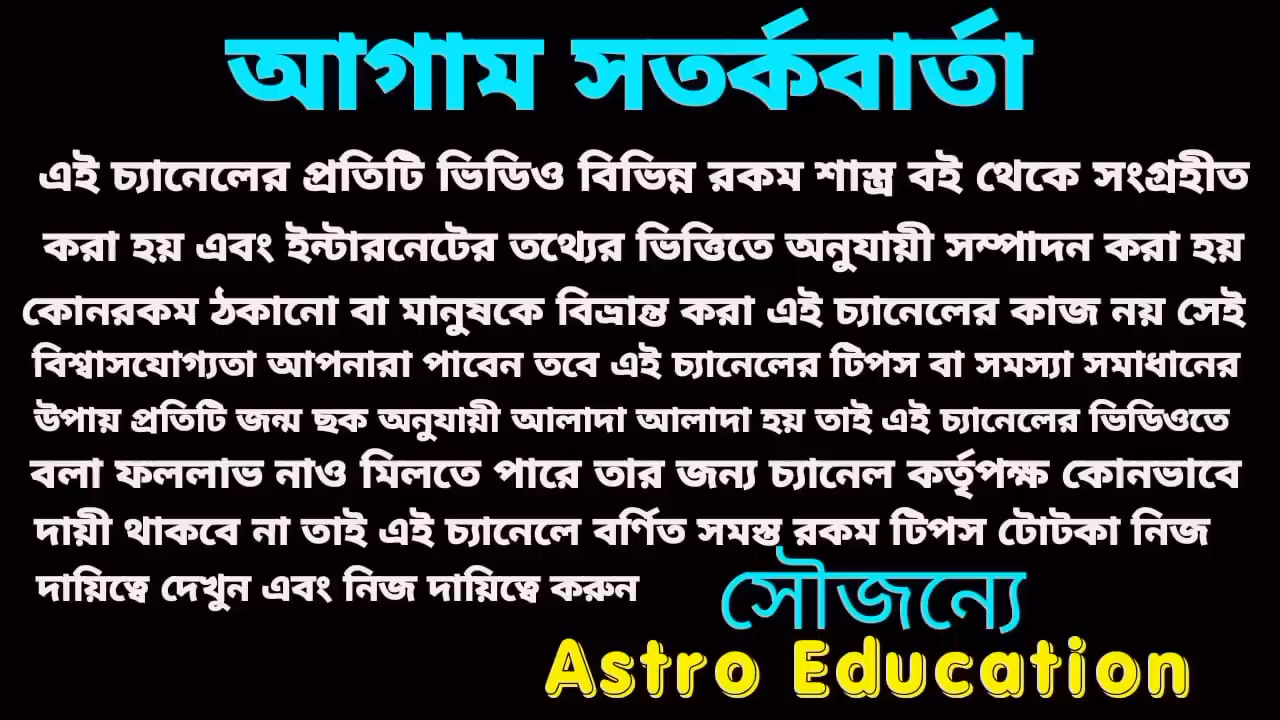 আগাম সতর্কবার্তা
এই চ্যানেলের প্রতিটি ভিডিও বিভিন্ন রকম শাস্ত্র বই থেকে সংগ্রহীত
করা হয় এবং ইন্টারনেটের তথ্যের ভিত্তিতে অনুযায়ী সম্পাদন করা হয়
কোনরকম ঠকানো বা মানুষকে বিভ্রান্ত করা এই চ্যানেলের কাজ নয় সেই
বিশ্বাসযোগ্যতা আপনারা পাবেন তবে এই চ্যানেলের টিপস বা সমস্যা সমাধানের
উপায় প্রতিটি জন্ম ছক অনুযায়ী আলাদা আলাদা হয় তাই এই চ্যানেলের ভিডিওতে
বলা ফললাভ নাও মিলতে পারে তার জন্য চ্যানেল কর্তৃপক্ষ কোনভাবে
দায়ী থাকবে না তাই এই চ্যানেলে বর্ণিত সমস্ত রকম টিপস টোটকা নিজ
দায়িত্বে দেখুন এবং নিজ দায়িত্বে করুন
সৌজন্যে
Astro Education